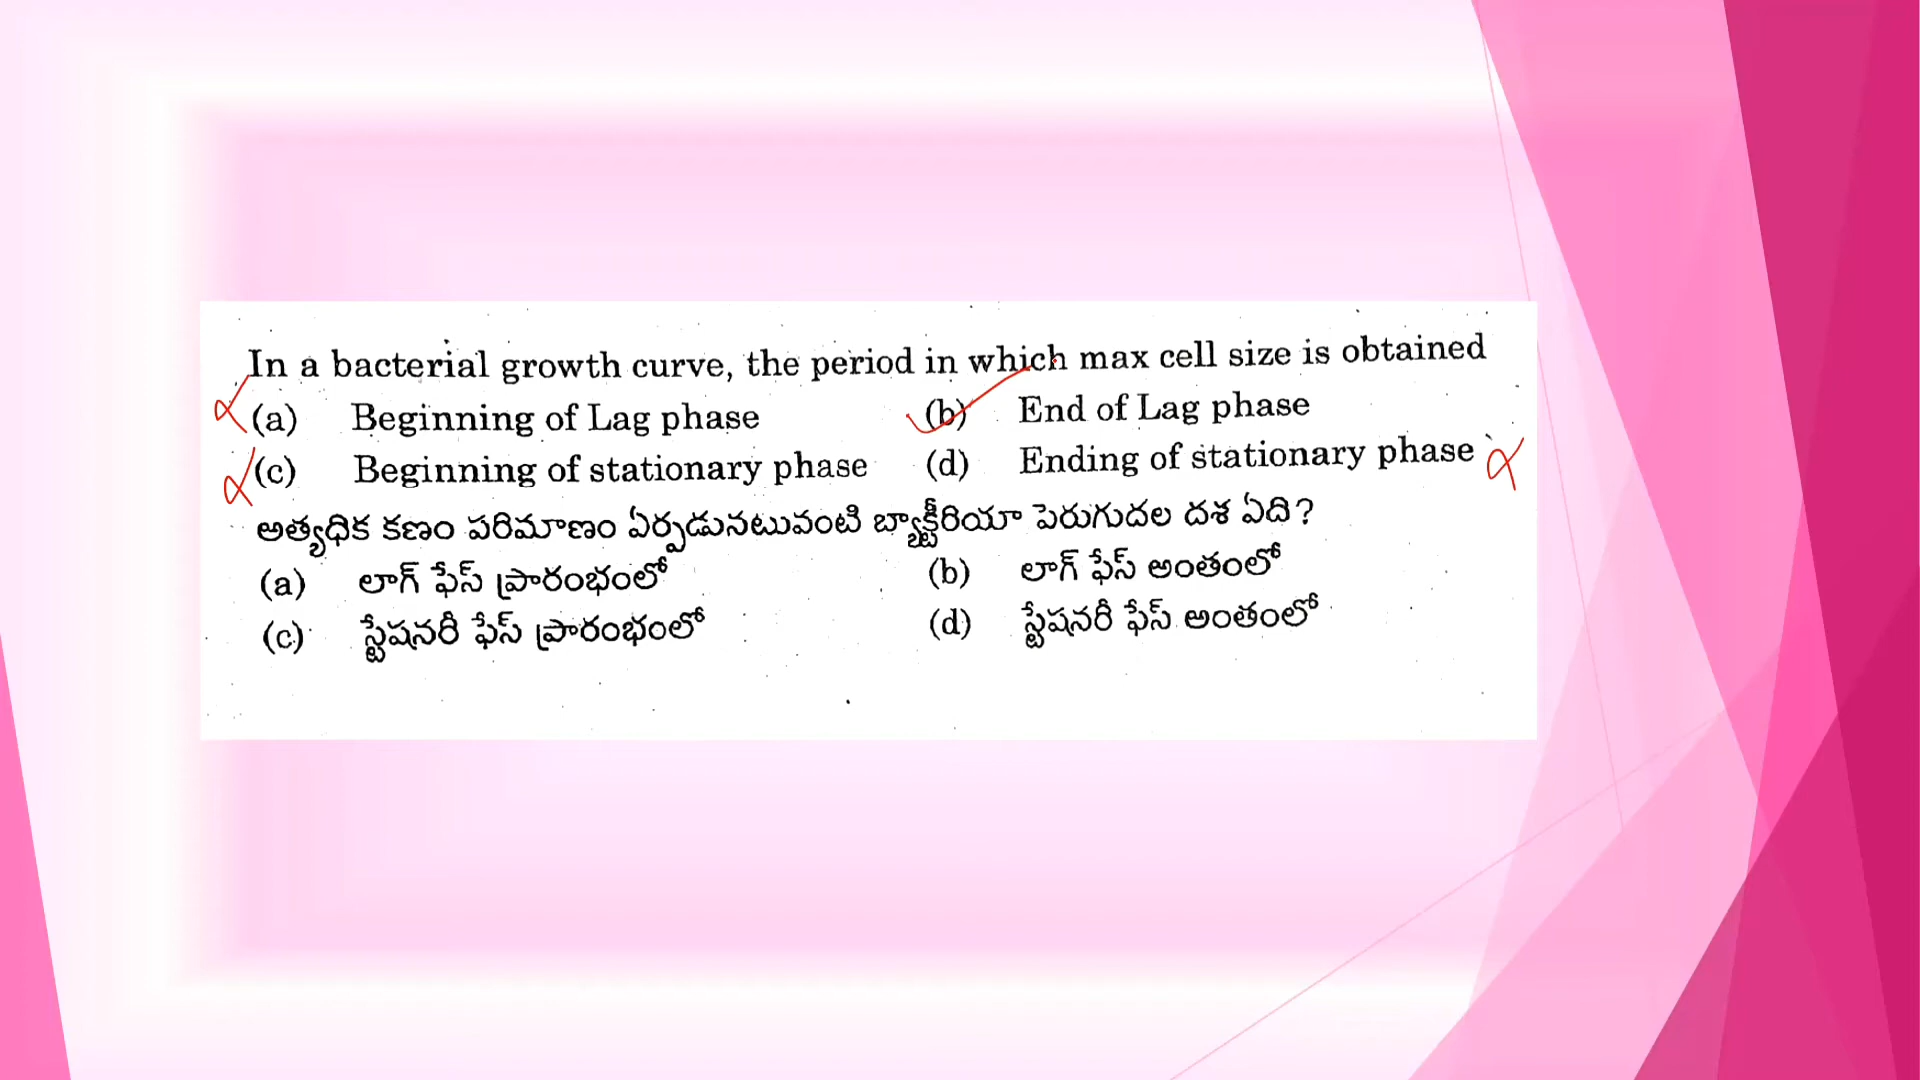 In a bacterial growth curve, the period in which max cell size is obtained
(a) Beginning of Lag phase (b) End of Lag phase
(c) Beginning of stationary phase (d) Ending of stationary phase
అత్యధిక కణం పరిమాణం ఏర్పడునటువంటి బ్యాక్టీరియా పెరుగుదల దశ ఏది?
(a) లాగ్ ఫేస్ ప్రారంభంలో (b) లాగ్ ఫేస్ అంతంలో
(c) స్టేషనరీ ఫేస్ ప్రారంభంలో (d) స్టేషనరీ ఫేస్ అంతంలో